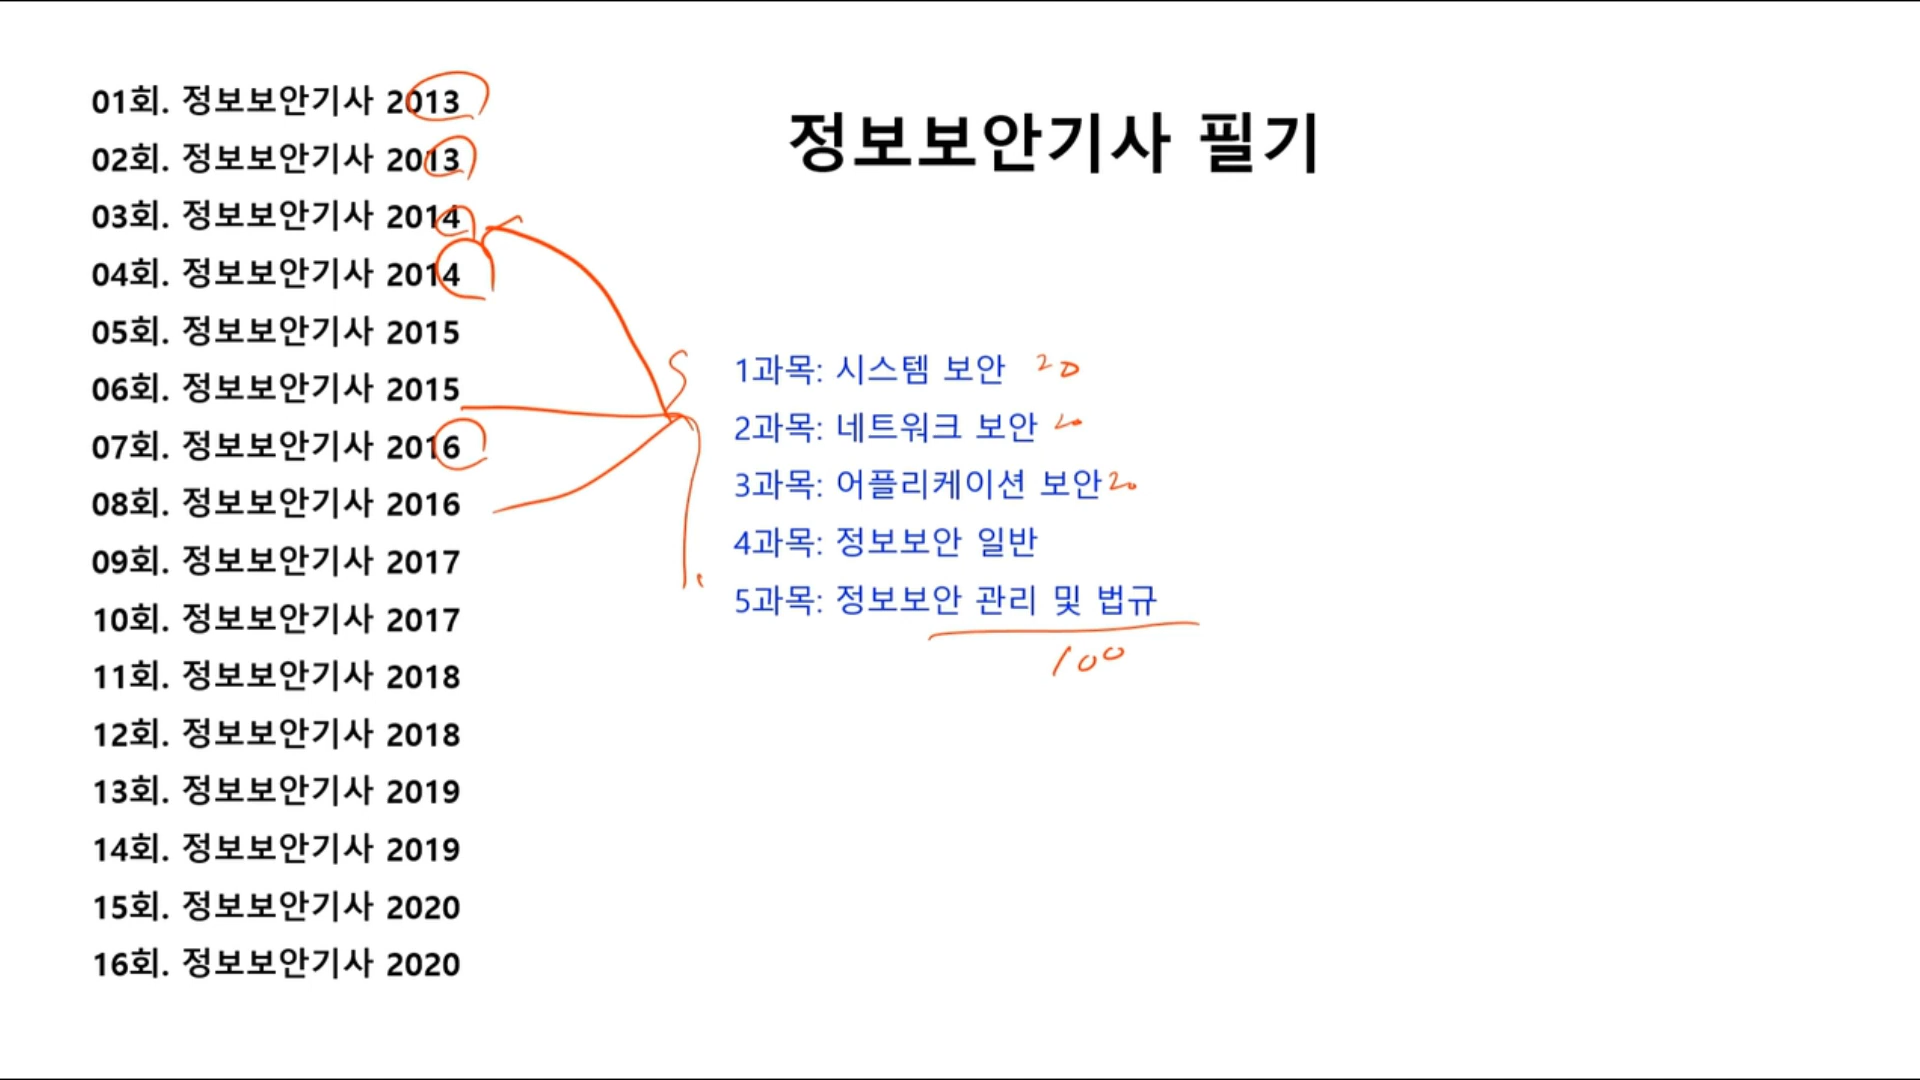 01회. 정보보안기사 2013
02회. 정보보안기사 2013
03회. 정보보안기사 2014
04회. 정보보안기사 2014
05회. 정보보안기사 2015
06회. 정보보안기사 2015
07회. 정보보안기사 2016
08회. 정보보안기사 2016
09회. 정보보안기사 2017
10회. 정보보안기사 2017
11회. 정보보안기사 2018
12회. 정보보안기사 2018
13회. 정보보안기사 2019
14회. 정보보안기사 2019
15회. 정보보안기사 2020
16회. 정보보안기사 2020
정보보안기사 필기
1과목: 시스템 보안 20
2과목: 네트워크 보안 20
3과목: 어플리케이션 보안 20
4과목: 정보보안 일반
5과목: 정보보안 관리 및 법규
100